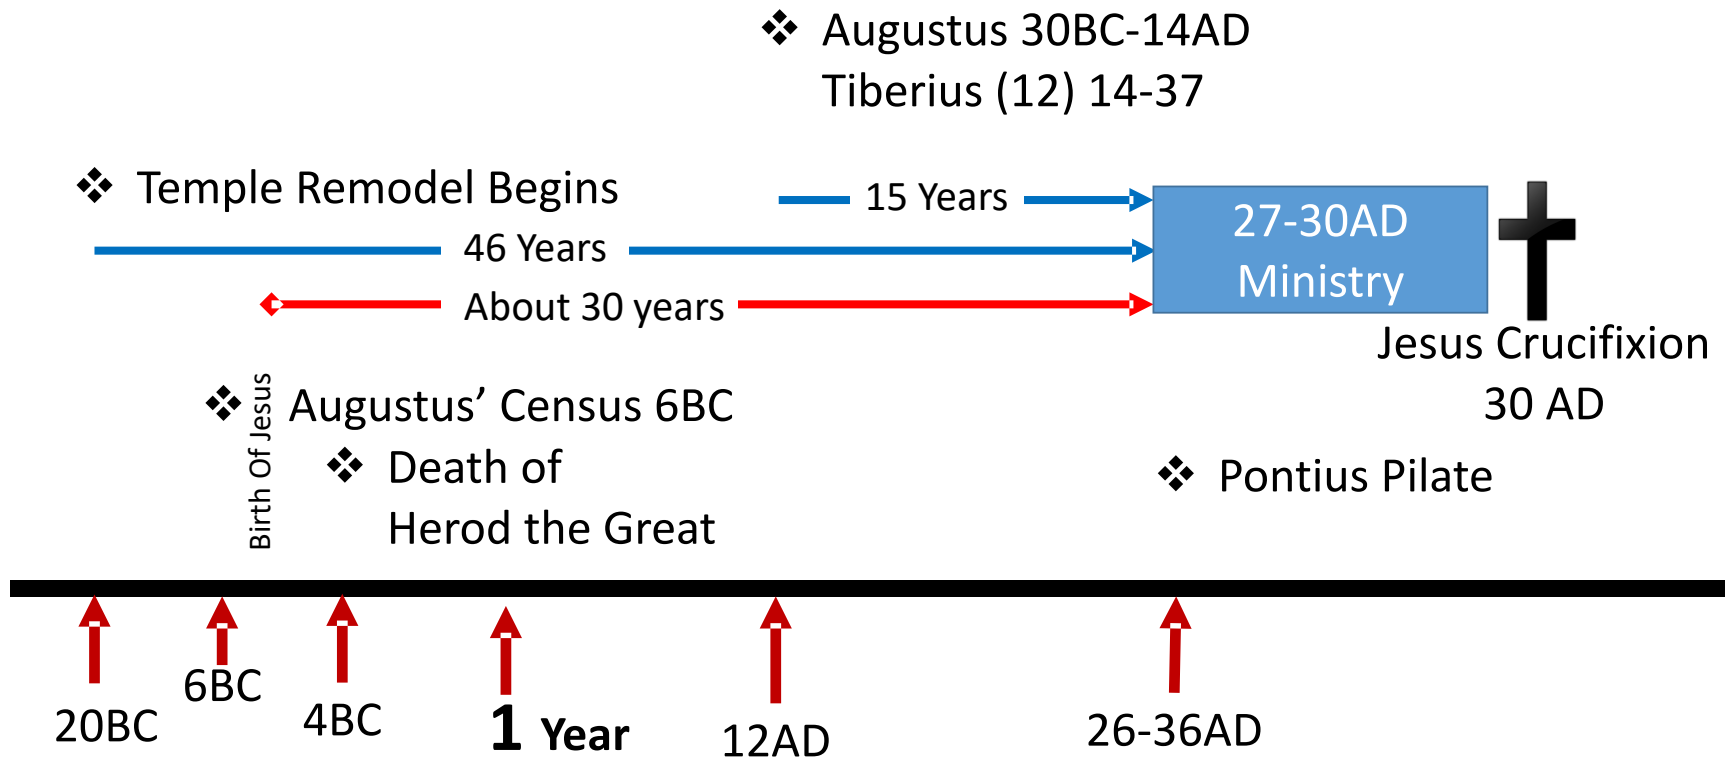 Augustus 30BC-14AD
Tiberius (12) 14-37
Temple Remodel Begins
15 Years
46 Years
About 30 years
27-30AD
Ministry
Jesus Crucifixion
30 AD
Birth Of Jesus
Augustus’ Census 6BC
Death of
Herod the Great
Pontius Pilate
20BC
6BC
4BC
1 Year
12AD
26-36AD